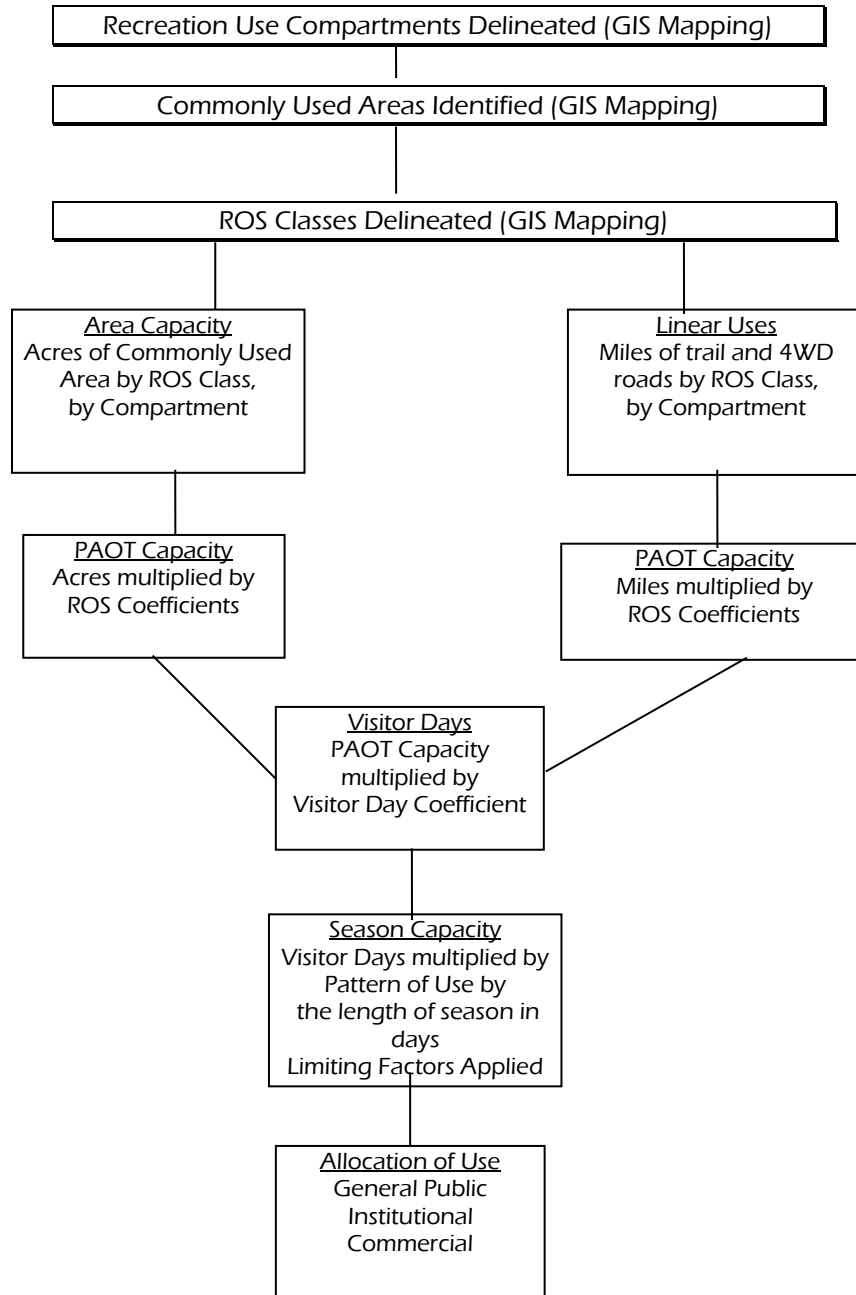 Recreation Use Compartments Delineated (GIS Mapping)
Commonly Used Areas Identified (GIS Mapping)
ROS Classes Delineated (GIS Mapping)
Area Capacity
Acres of Commonly Used
Area by ROS Class,
by Compartment
Linear Uses
Miles of trail and 4WD
roads by ROS Class,
by Compartment
PAOT Capacity
Acres multiplied by
ROS Coefficients
PAOT Capacity
Miles multiplied by
ROS Coefficients
Visitor Days
PAOT Capacity
multiplied by
Visitor Day Coefficient
Season Capacity
Visitor Days multiplied by
Pattern of Use by
the length of season in
days
Limiting Factors Applied
Allocation of Use
General Public
Institutional
Commercial